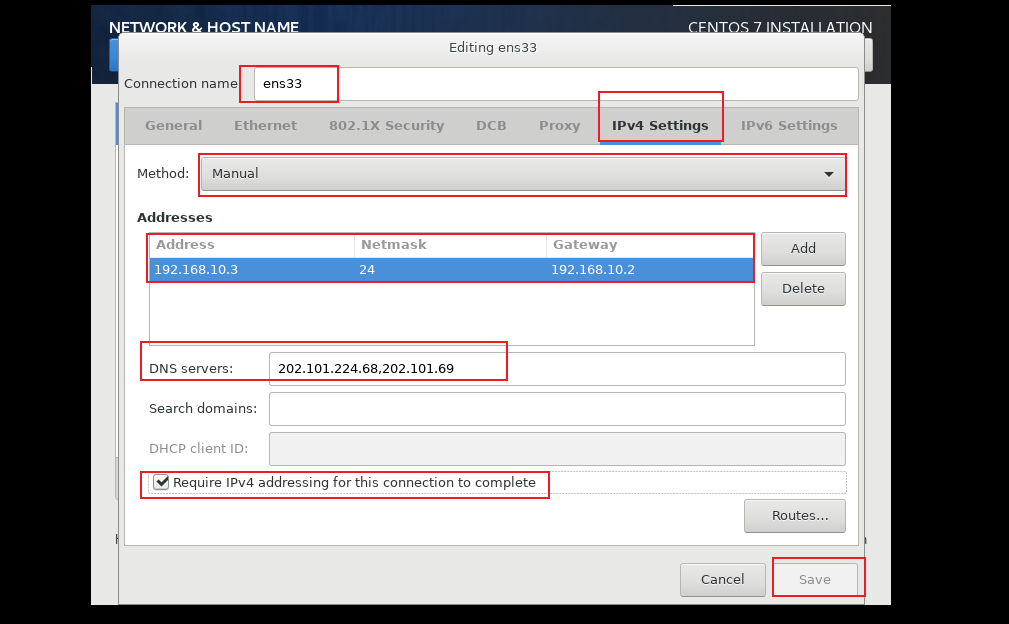 NETWORK & HOST NAME
CENTOS 7 INSTALLATION
Editing ens33
Connection name
ens33
General Ethernet 802.1X Security DCB Proxy IPv4 Settings IPv6 Settings
Method: Manual
Addresses
Address Netmask Gateway
192.168.10.3 24 192.168.10.2
Add
Delete
DNS servers: 202.101.224.68,202.101.69
Search domains:
DHCP client ID:
Require IPv4 addressing for this connection to complete
Routes...
Cancel Save